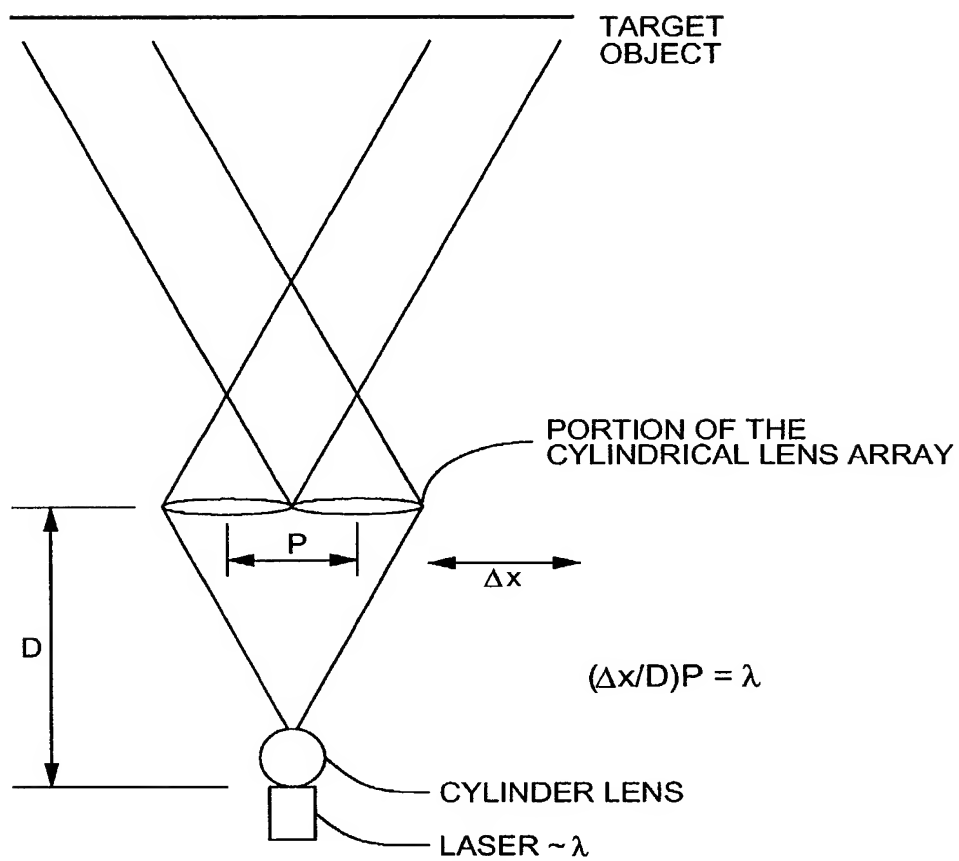 TARGET
OBJECT
PORTION OF THE
CYLINDRICAL LENS ARRAY
P
Δx
D
(Δx/D)P = λ
CYLINDER LENS
LASER ~ λ